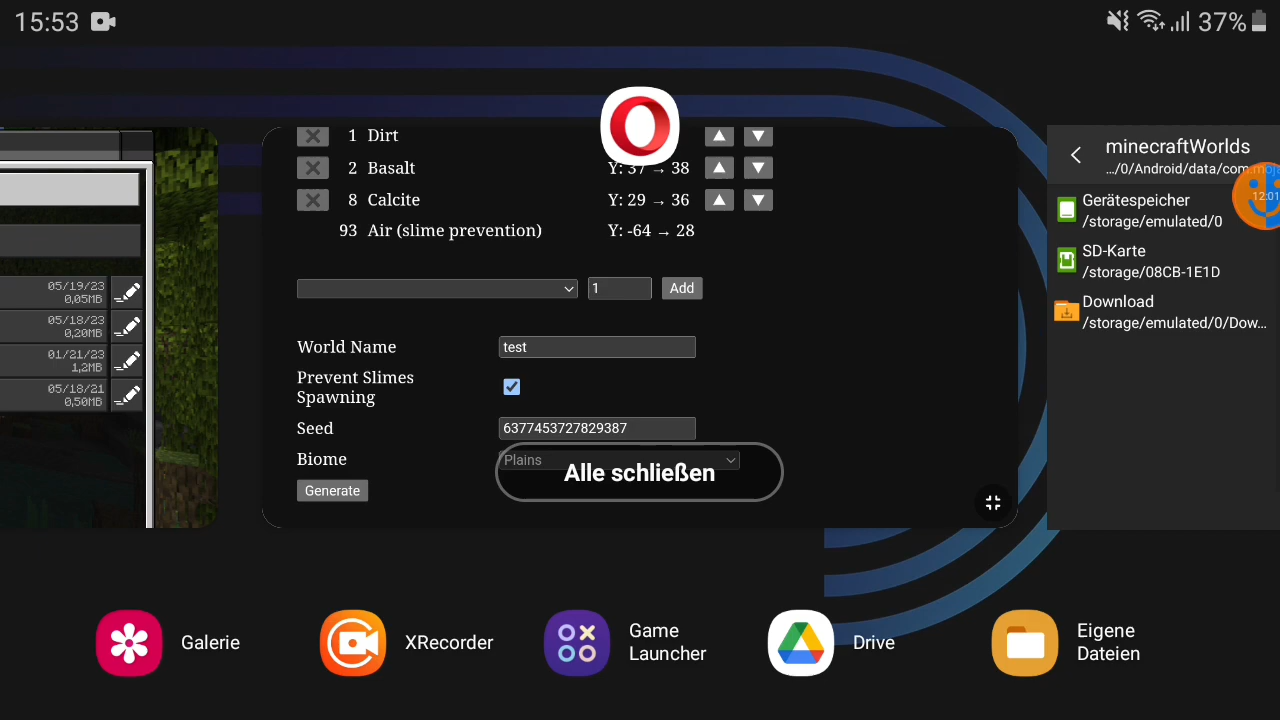 15:53
37%
1 Dirt
2 Basalt Y: 37 → 38
8 Calcite Y: 29 → 36
93 Air (slime prevention) Y: -64 → 28
1 Add
World Name test
Prevent Slimes
Spawning
Seed 6377453727829387
Biome Plains
Generate
Alle schließen
05/19/23
0,05MB
05/18/23
0,20MB
01/21/23
1,2MB
05/18/21
0,50MB
minecraftWorlds
.../0/Android/data/com.moja
12:01
Gerätespeicher
/storage/emulated/0
SD-Karte
/storage/08CB-1E1D
Download
/storage/emulated/0/Dow...
Galerie
XRecorder
Game
Launcher
Drive
Eigene
Dateien